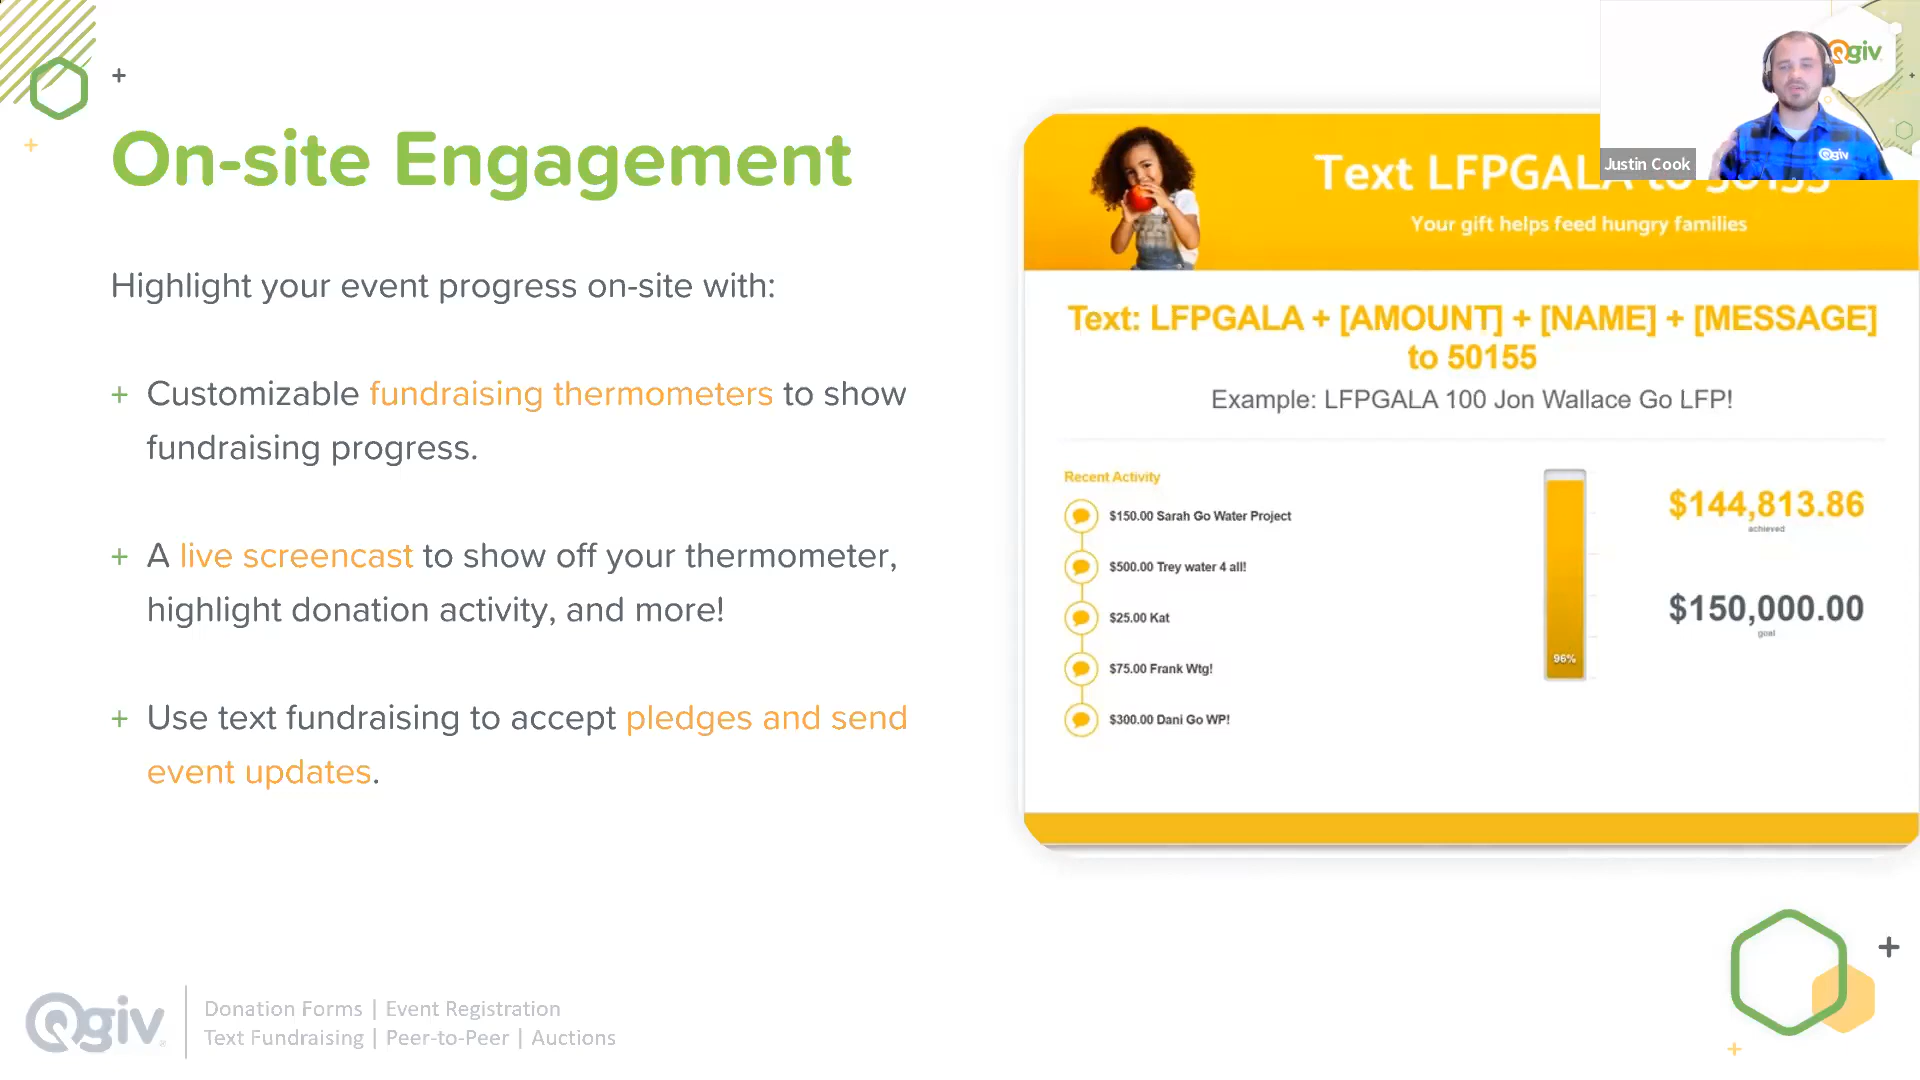 On-site Engagement
Highlight your event progress on-site with:
+ Customizable fundraising thermometers to show
fundraising progress.
+ A live screencast to show off your thermometer,
highlight donation activity, and more!
+ Use text fundraising to accept pledges and send
event updates.
Text LFPGALA to 50155
Your gift helps feed hungry families
Text: LFPGALA + [AMOUNT] + [NAME] + [MESSAGE]
to 50155
Example: LFPGALA 100 Jon Wallace Go LFP!
Recent Activity
$150.00 Sarah Go Water Project
$500.00 Trey water 4 all!
$25.00 Kat
$75.00 Frank Wtg!
$300.00 Dani Go WP!
96%
$144,813.86
achieved
$150,000.00
goal
Qgiv
Qgiv
Justin Cook
Qgiv
Donation Forms | Event Registration
Text Fundraising | Peer-to-Peer | Auctions